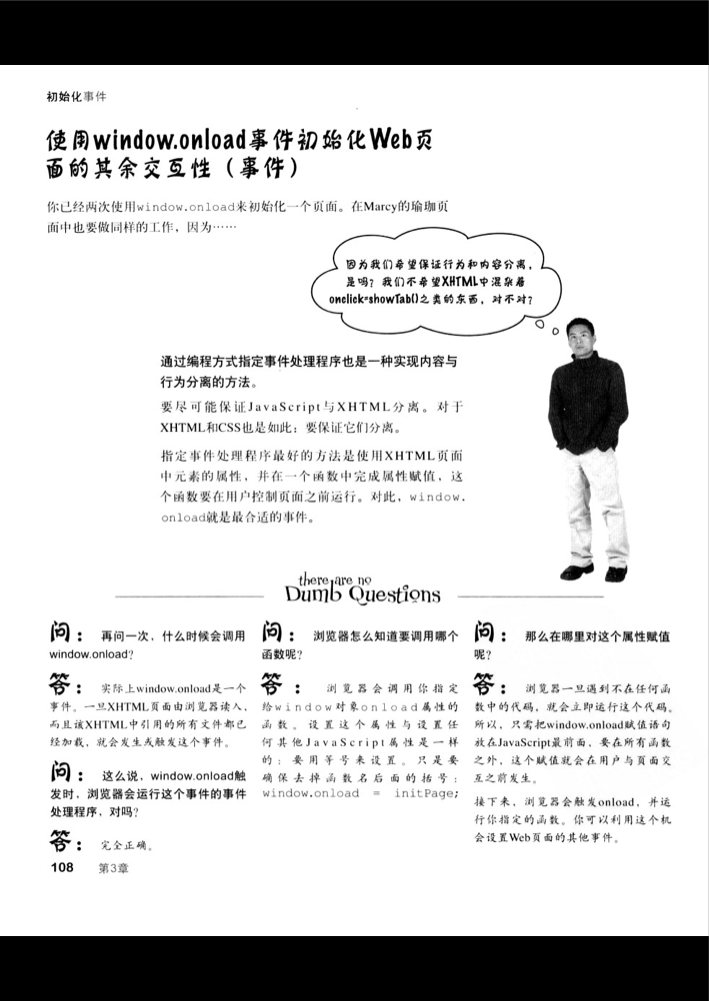 初始化事件
使用window.onload事件初始化Web页
面的其余交互性（事件）
你已经两次使用window.onload来初始化一个页面。在Marcy的瑜珈页
面中也要做同样的工作，因为……
因为我们希望保证行为和内容分离，
是吗？我们不希望XHTML中混杂着
onclick=showTab()之类的东西，对不对？
通过编程方式指定事件处理程序也是一种实现内容与
行为分离的方法。
要尽可能保证JavaScript与XHTML分离。对于
XHTML和CSS也是如此：要保证它们分离。
指定事件处理程序最好的方法是使用XHTML页面
中元素的属性，并在一个函数中完成属性赋值，这
个函数要在用户控制页面之前运行。对此，window.
onload就是最合适的事件。
there are no
Dumb Questions
问：再问一次，什么时候会调用
window.onload？
答：实际上window.onload是一个
事件。一旦XHTML页面由浏览器读入，
而且该XHTML中引用的所有文件都已
经加载，就会发生或触发这个事件。
问：这么说，window.onload触
发时，浏览器会运行这个事件的事件
处理程序，对吗？
答：完全正确。
问：浏览器怎么知道要调用哪个
函数呢？
答：浏览器会调用你指定
给window对象onload属性的
函数。设置这个属性与设置任
何其他JavaScript属性是一样
的：要用等号来设置。只是要
确保去掉函数名后面的括号：
window.onload = initPage;
问：那么在哪里对这个属性赋值
呢？
答：浏览器一旦遇到不在任何函
数中的代码，就会立即运行这个代码。
所以，只需把window.onload赋值语句
放在JavaScript最前面，要在所有函数
之外，这个赋值就会在用户与页面交
互之前发生。
接下来，浏览器会触发onload，并运
行你指定的函数。你可以利用这个机
会设置Web页面的其他事件。
108 第3章